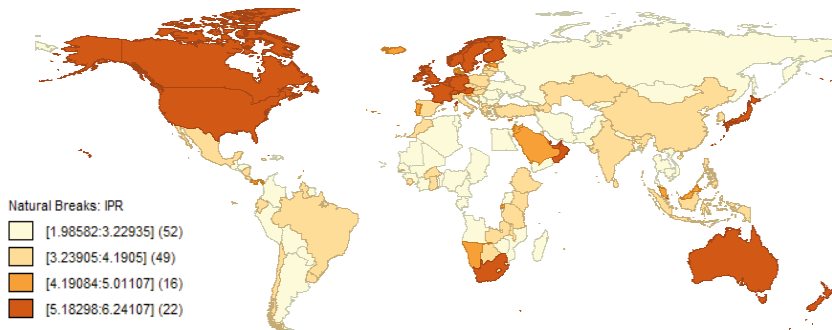 Natural Breaks: IPR
[1.98582:3.22935] (52)
[3.23905:4.1905] (49)
[4.19084:5.01107] (16)
[5.18298:6.24107] (22)